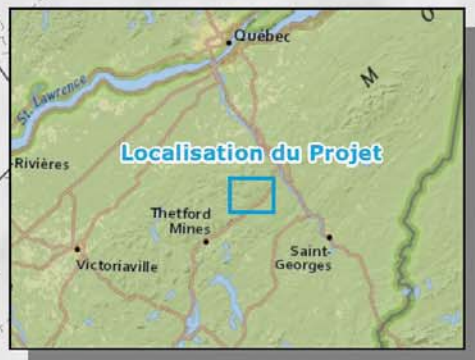 Québec
M
O
St. Lawrence
-Rivières
Localisation du Projet
Thetford
Mines
Saint-
Georges
Victoriaville